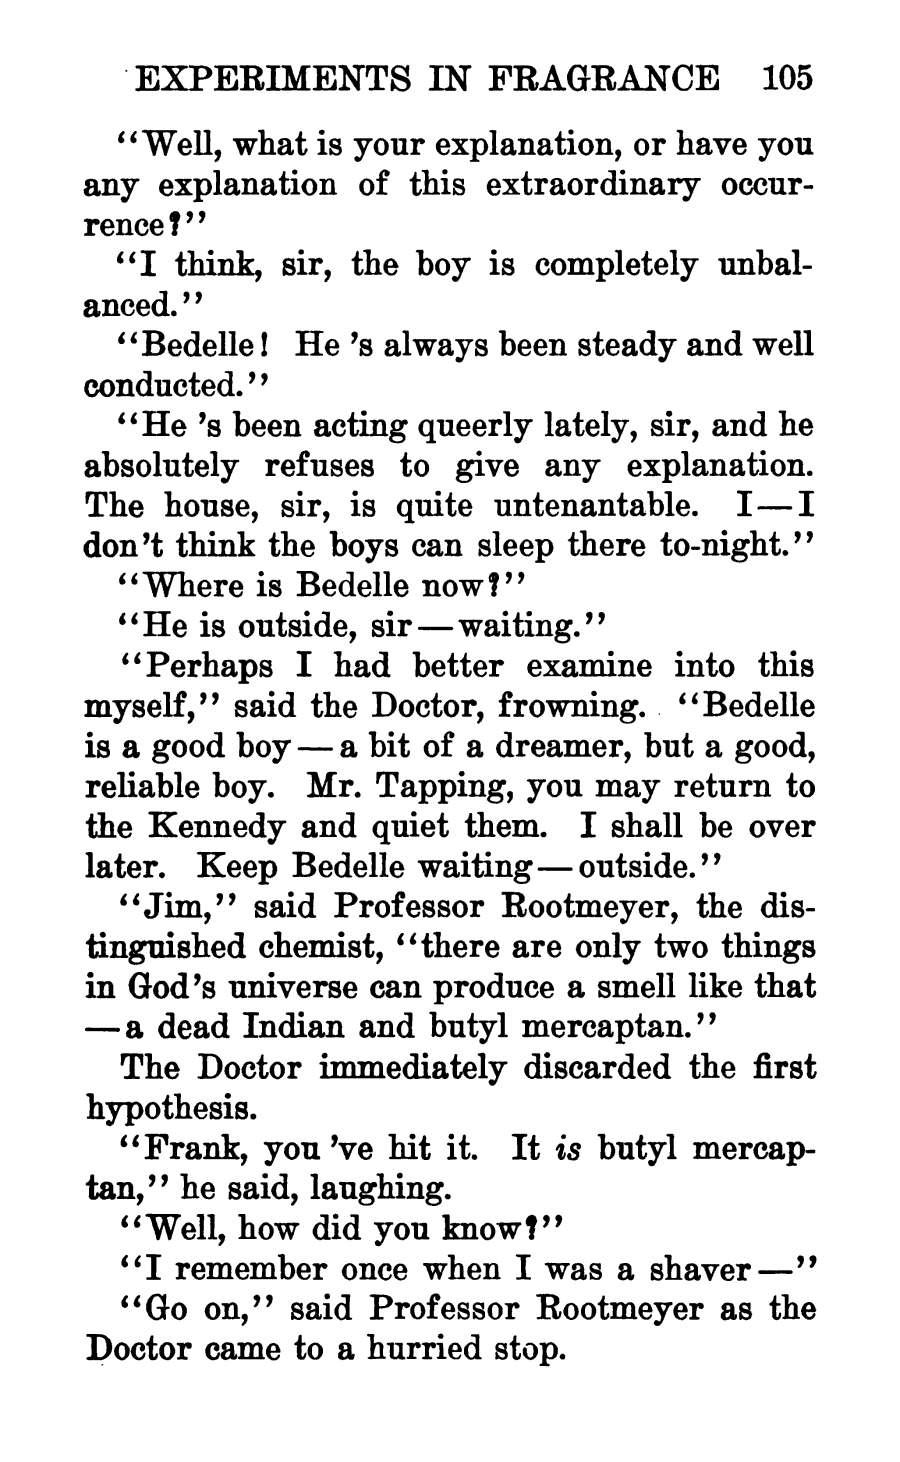 EXPERIMENTS IN FRAGRANCE 105
"Well, what is your explanation, or have you
any explanation of this extraordinary occur-
rence?"
"I think, sir, the boy is completely unbal-
anced."
"Bedelle! He 's always been steady and well
conducted."
"He 's been acting queerly lately, sir, and he
absolutely refuses to give any explanation.
The house, sir, is quite untenantable. I—I
don't think the boys can sleep there to-night."
"Where is Bedelle now?"
"He is outside, sir—waiting."
"Perhaps I had better examine into this
myself," said the Doctor, frowning. "Bedelle
is a good boy—a bit of a dreamer, but a good,
reliable boy. Mr. Tapping, you may return to
the Kennedy and quiet them. I shall be over
later. Keep Bedelle waiting—outside."
"Jim," said Professor Rootmeyer, the dis-
tinguished chemist, "there are only two things
in God's universe can produce a smell like that
—a dead Indian and butyl mercaptan."
The Doctor immediately discarded the first
hypothesis.
"Frank, you 've hit it. It is butyl mercap-
tan," he said, laughing.
"Well, how did you know?"
"I remember once when I was a shaver—"
"Go on," said Professor Rootmeyer as the
Doctor came to a hurried stop.